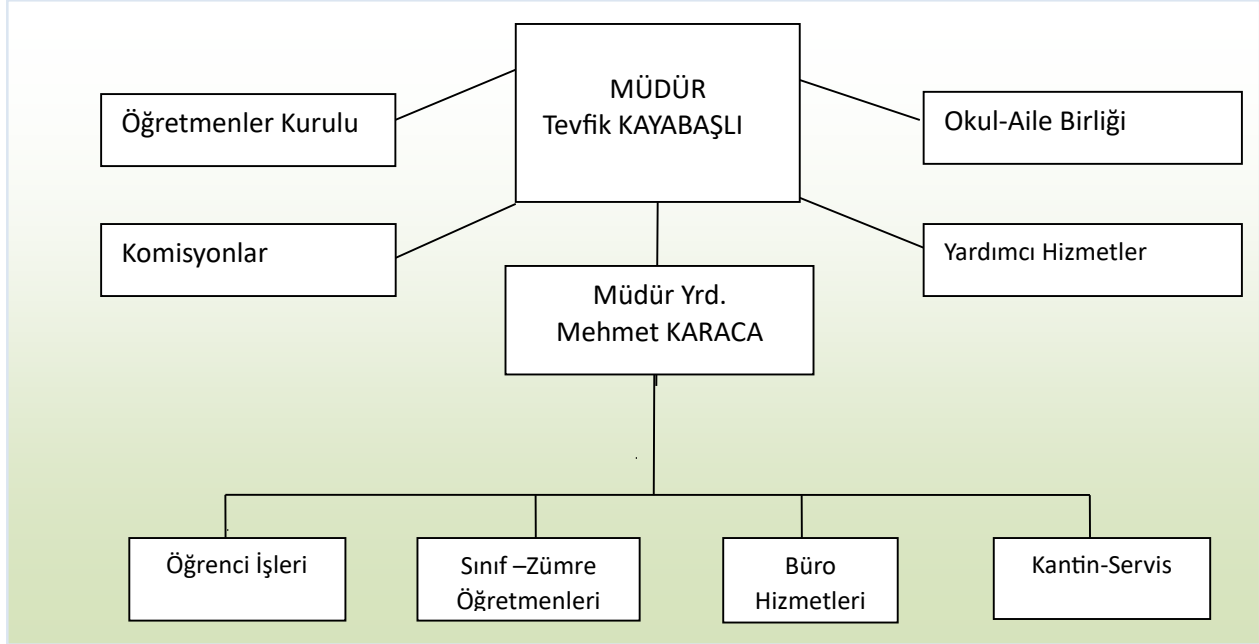 MÜDÜR
Tevfik KAYABAŞLI
Öğretmenler Kurulu
Okul-Aile Birliği
Komisyonlar
Yardımcı Hizmetler
Müdür Yrd.
Mehmet KARACA
Öğrenci İşleri
Sınıf –Zümre
Öğretmenleri
Büro
Hizmetleri
Kantin-Servis